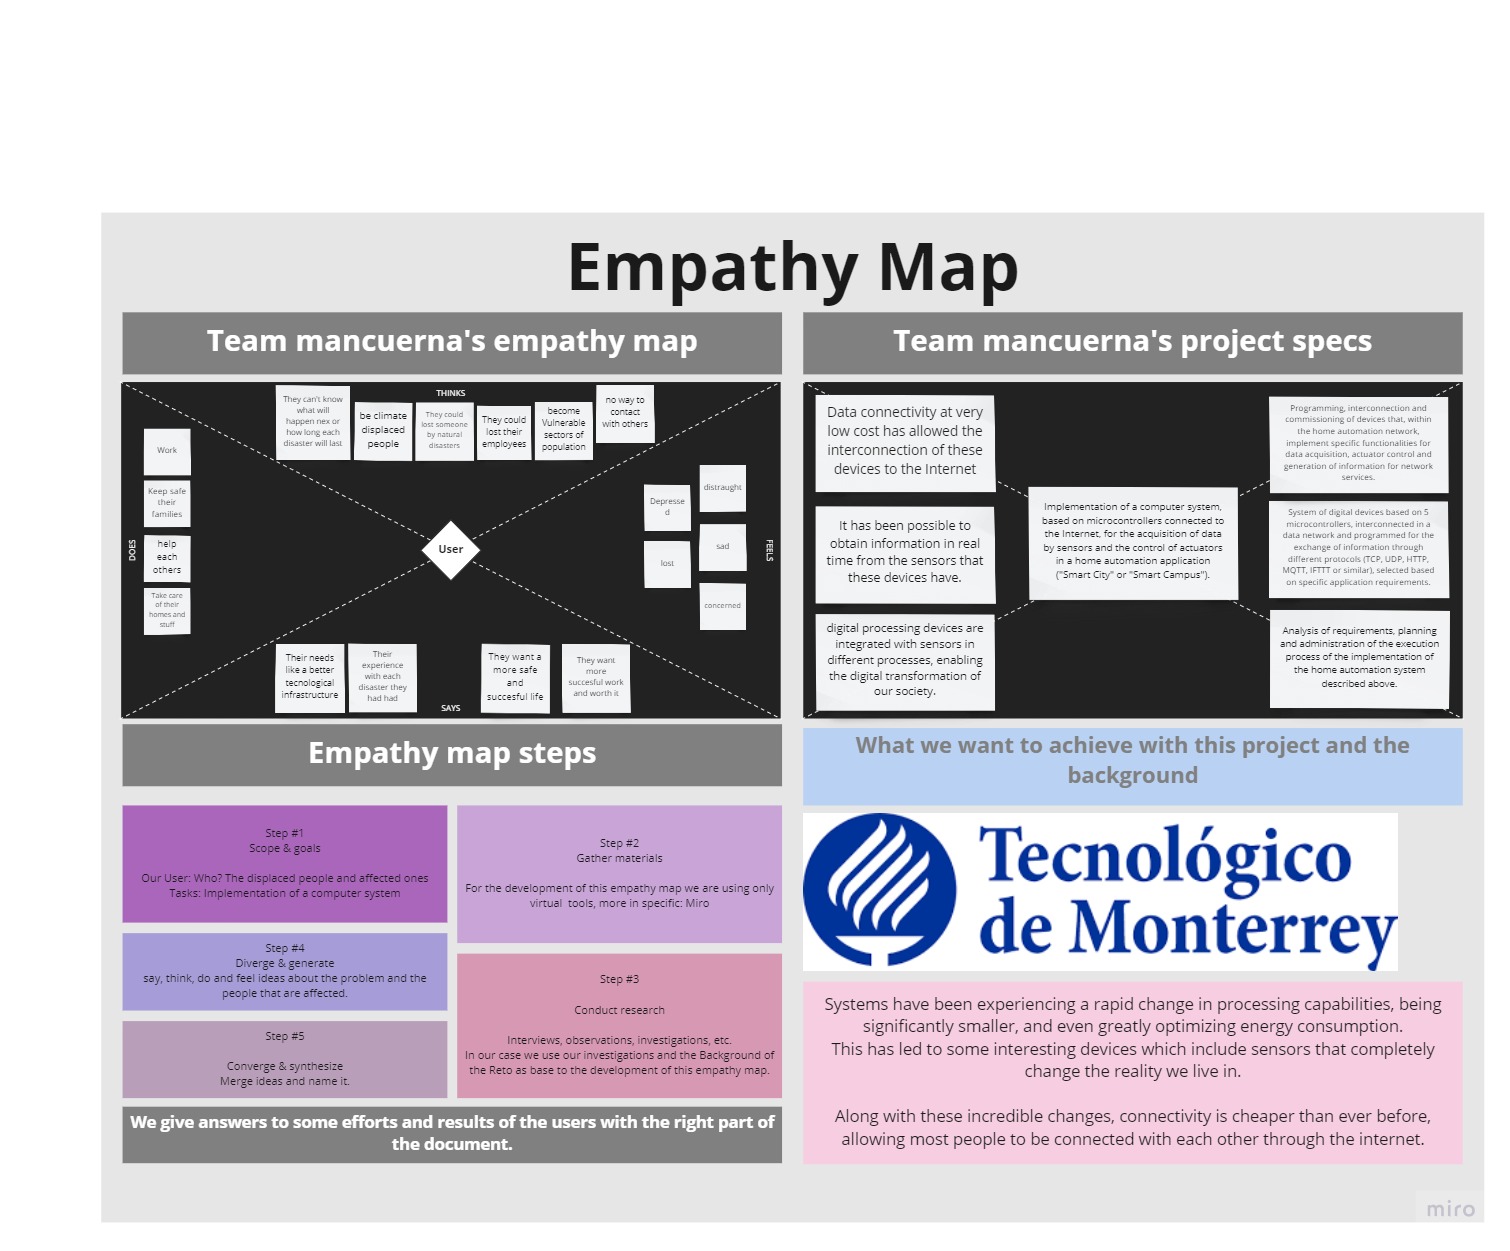 Empathy Map
Team mancuerna's empathy map
THINKS
They can't know
what will
happen nex or
how long each
disaster will last
be climate
displaced
people
They could
lost someone
by natural
disasters
They could
lost their
employees
become
Vulnerable
sectors of
population
no way to
contact
with others
DOES
Work
Keep safe
their
families
help
each
others
Take care
of their
homes and
stuff
User
Depresse
d
lost
distraught
sad
concerned
FEELS
Their needs
like a better
tecnological
infrastructure
Their
experience
with each
disaster they
had had
They want a
more safe
and
succesful life
They want
more
succesful work
and worth it
SAYS
Empathy map steps
Step #1
Scope & goals
Our User: Who? The displaced people and affected ones
Tasks: Implementation of a computer system
Step #2
Gather materials
For the development of this empathy map we are using only
virtual tools, more in specific: Miro
Step #4
Diverge & generate
say, think, do and feel ideas about the problem and the
people that are affected.
Step #3
Conduct research
Interviews, observations, investigations, etc.
In our case we use our investigations and the Background of
the Reto as base to the development of this empathy map.
Step #5
Converge & synthesize
Merge ideas and name it.
We give answers to some efforts and results of the users with the right part of
the document.
Team mancuerna's project specs
Data connectivity at very
low cost has allowed the
interconnection of these
devices to the Internet
It has been possible to
obtain information in real
time from the sensors that
these devices have.
digital processing devices are
integrated with sensors in
different processes, enabling
the digital transformation of
our society.
Implementation of a computer system,
based on microcontrollers connected to
the Internet, for the acquisition of data
by sensors and the control of actuators
in a home automation application
("Smart City" or "Smart Campus").
Programming, interconnection and
commissioning of devices that, within
the home automation network,
implement specific functionalities for
data acquisition, actuator control and
generation of information for network
services.
System of digital devices based on 5
microcontrollers, interconnected in a
data network and programmed for the
exchange of information through
different protocols (TCP, UDP, HTTP,
MQTT, IFTTT or similar), selected based
on specific application requirements.
Analysis of requirements, planning
and administration of the execution
process of the implementation of
the home automation system
described above.
What we want to achieve with this project and the
background
Tecnológico
de Monterrey
Systems have been experiencing a rapid change in processing capabilities, being
significantly smaller, and even greatly optimizing energy consumption.
This has led to some interesting devices which include sensors that completely
change the reality we live in.
Along with these incredible changes, connectivity is cheaper than ever before,
allowing most people to be connected with each other through the internet.
miro